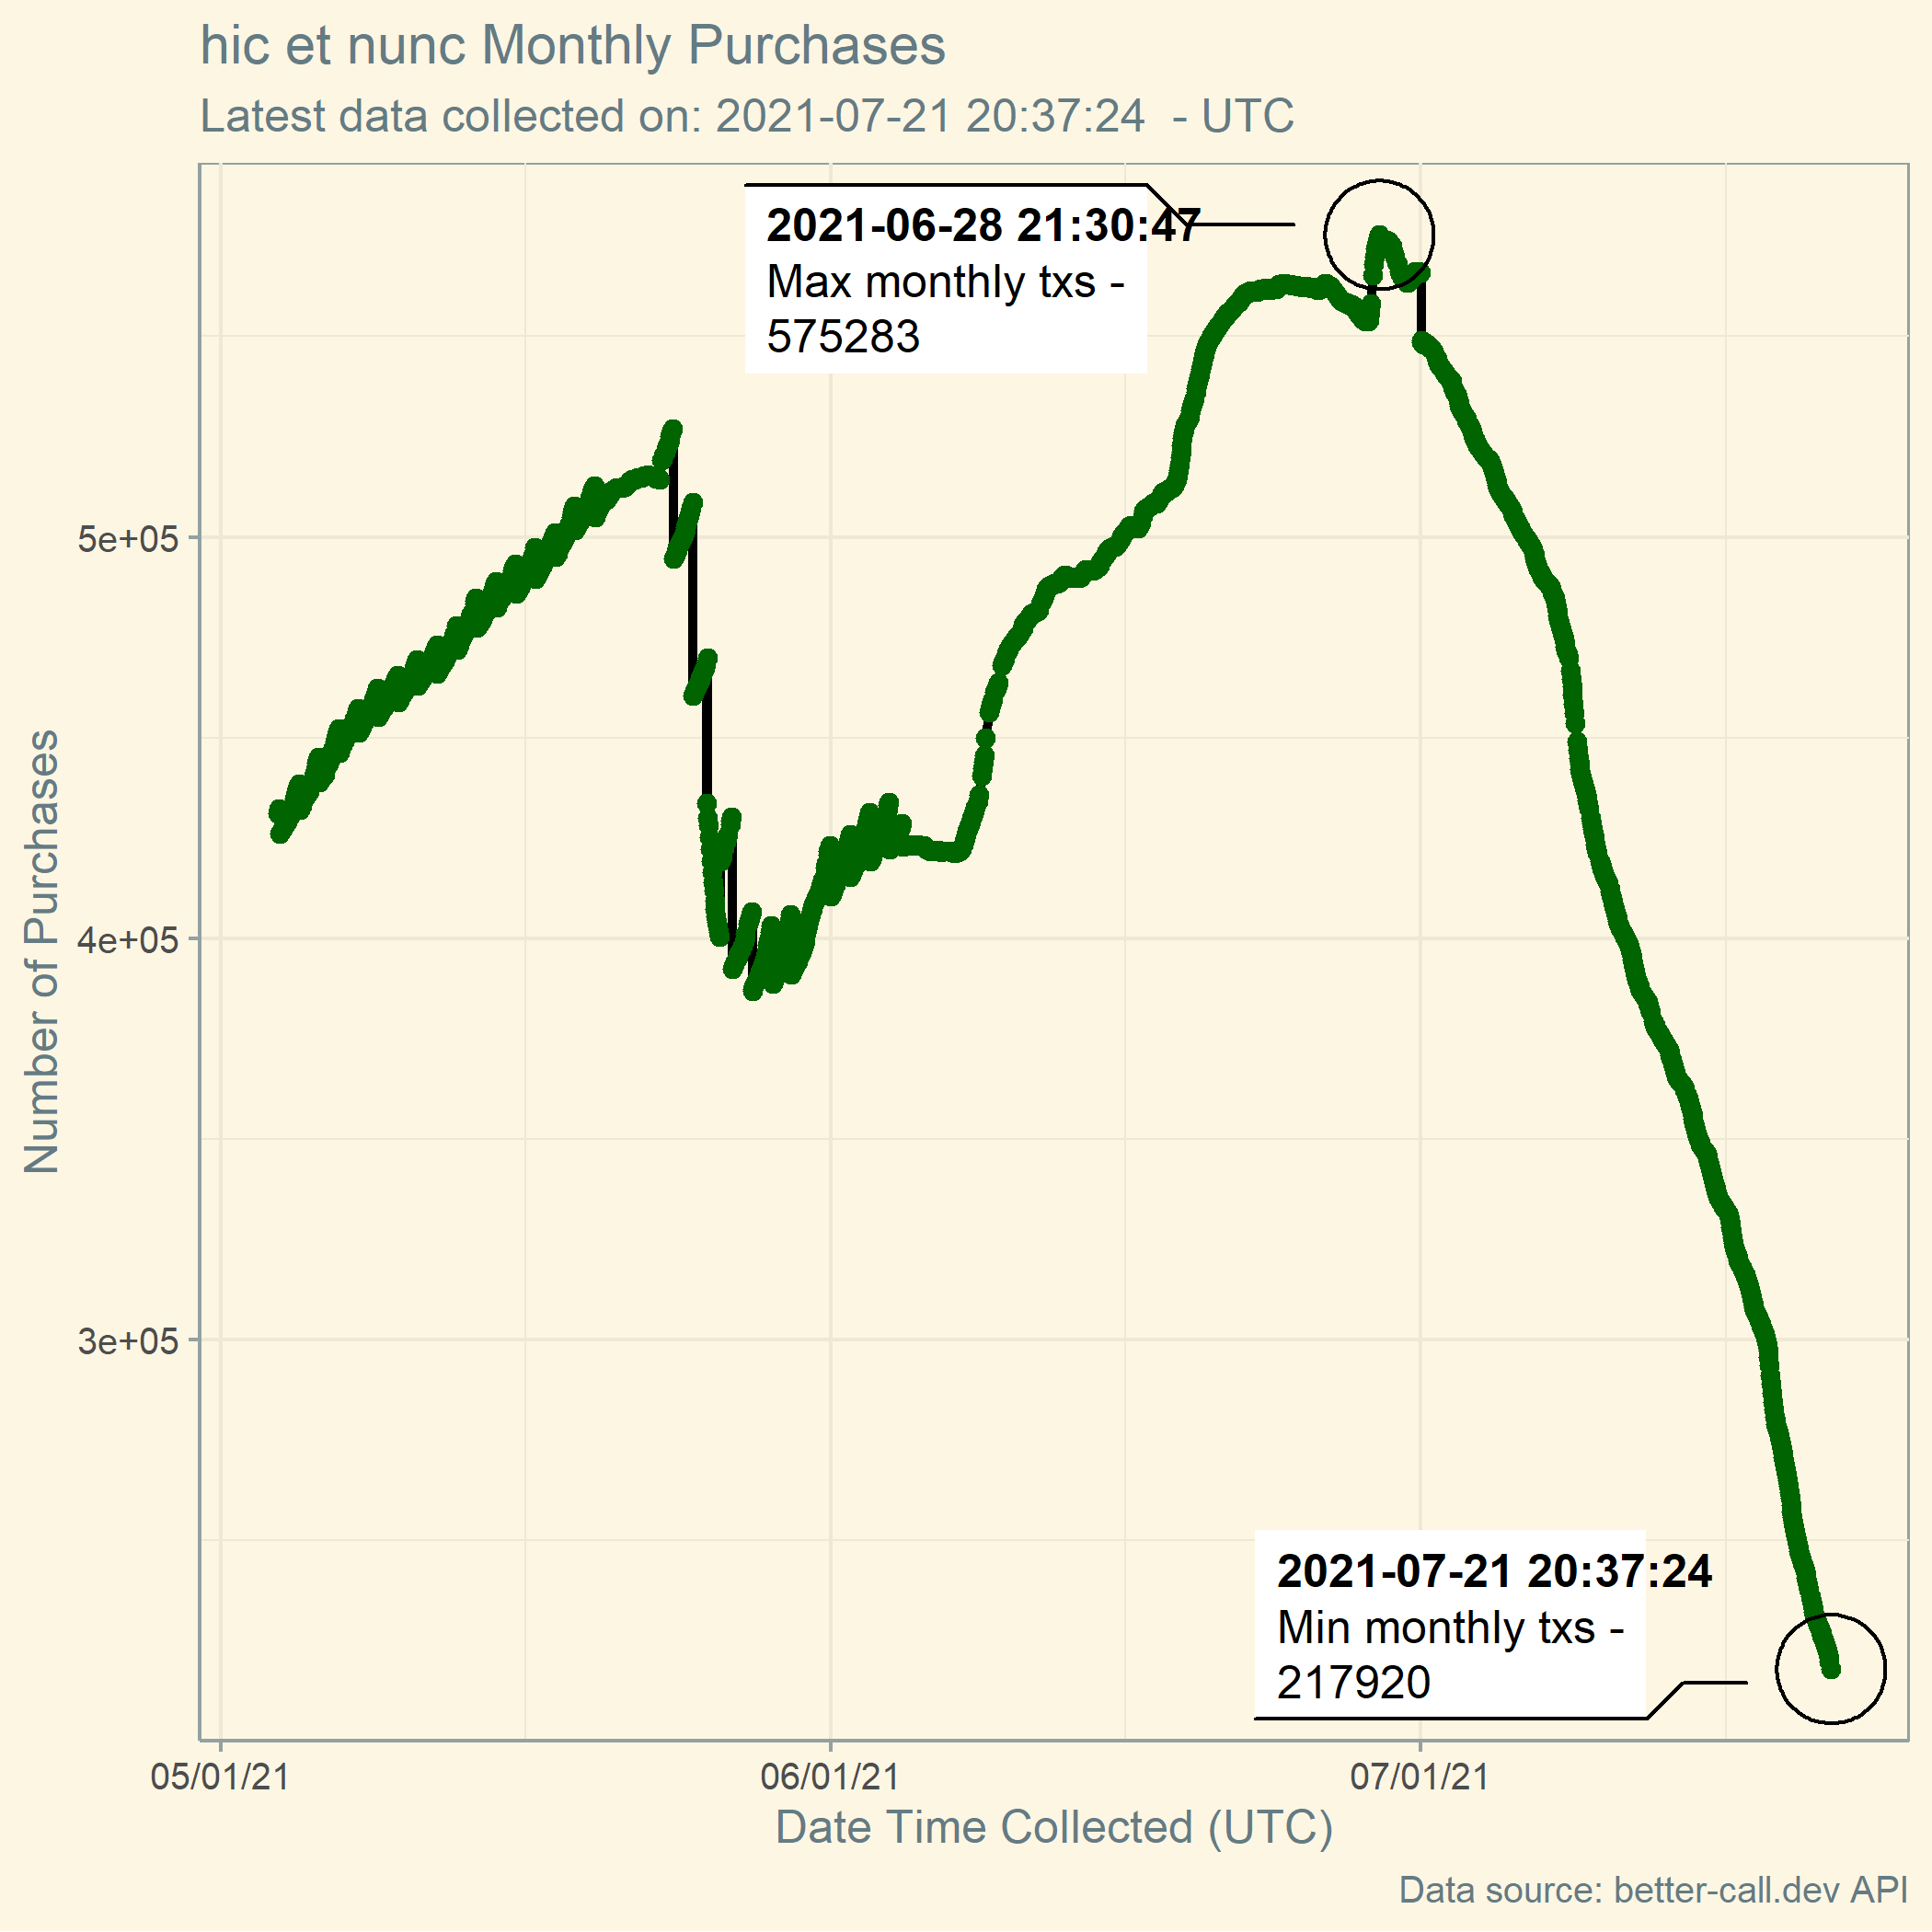 hic et nunc Monthly Purchases
Latest data collected on: 2021-07-21 20:37:24  - UTC
2021-06-28 21:30:47
Max monthly txs -
575283
5e+05
4e+05
3e+05
Number of Purchases
2021-07-21 20:37:24
Min monthly txs -
217920
05/01/21
06/01/21
07/01/21
Date Time Collected (UTC)
Data source: better-call.dev API